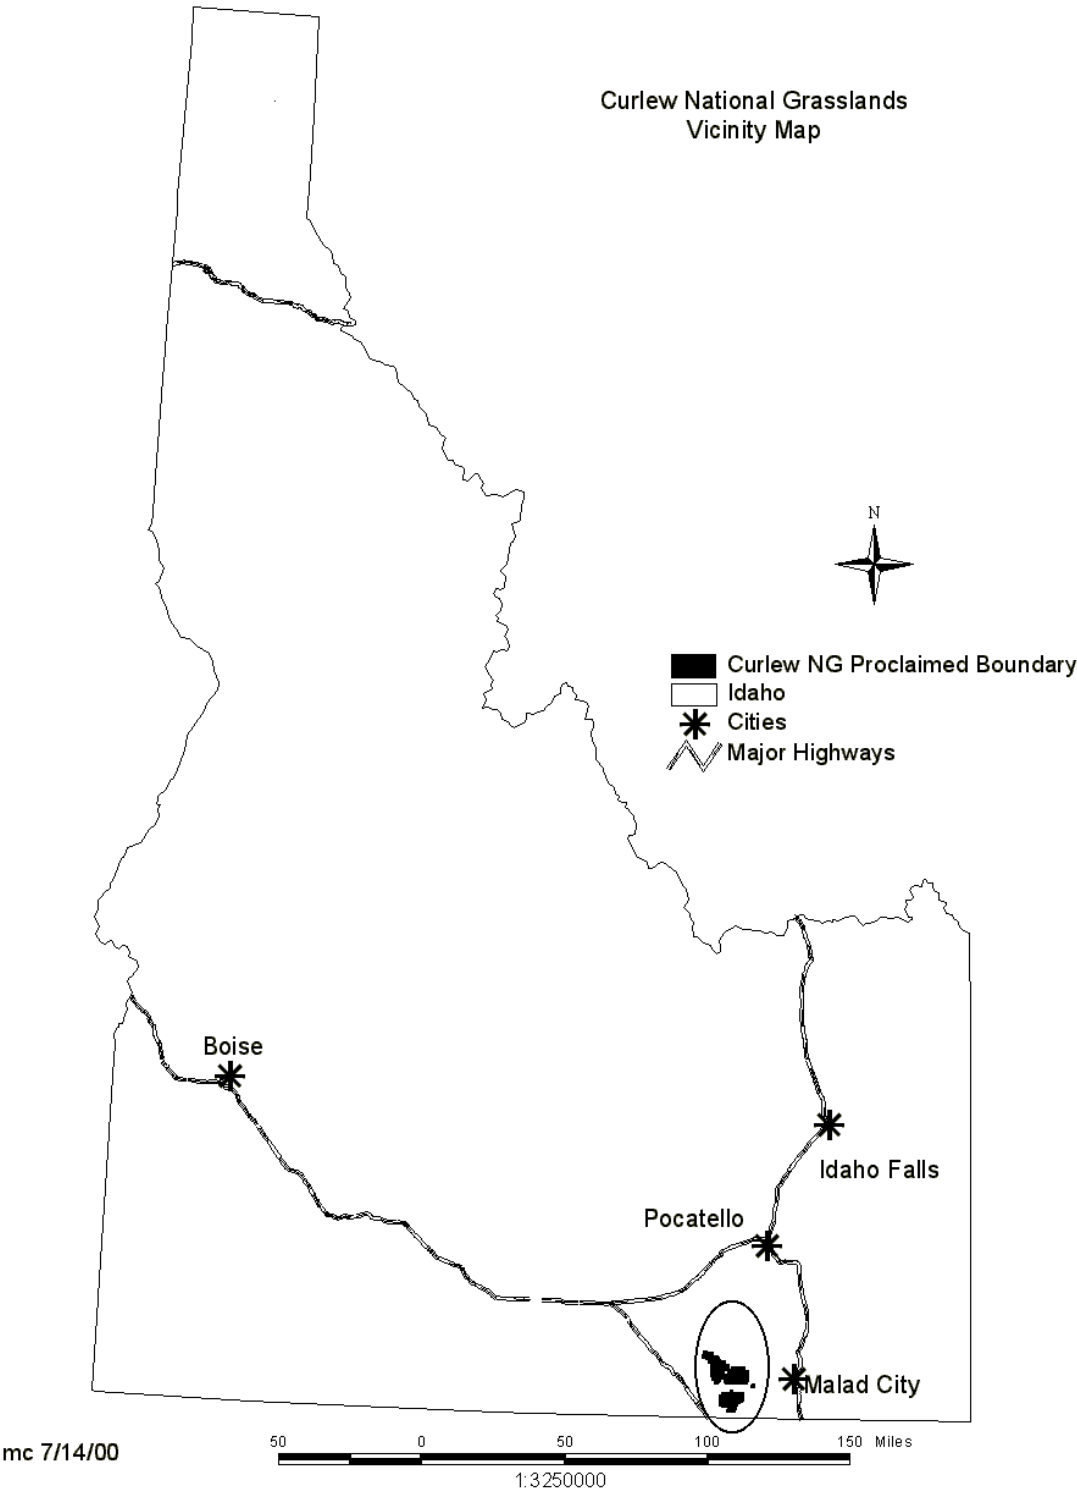 Curlew National Grasslands
Vicinity Map
N
Curlew NG Proclaimed Boundary
Idaho
Cities
Major Highways
Boise
Idaho Falls
Pocatello
Malad City
mc 7/14/00
50 0 50 100 150 Miles
1:3250000